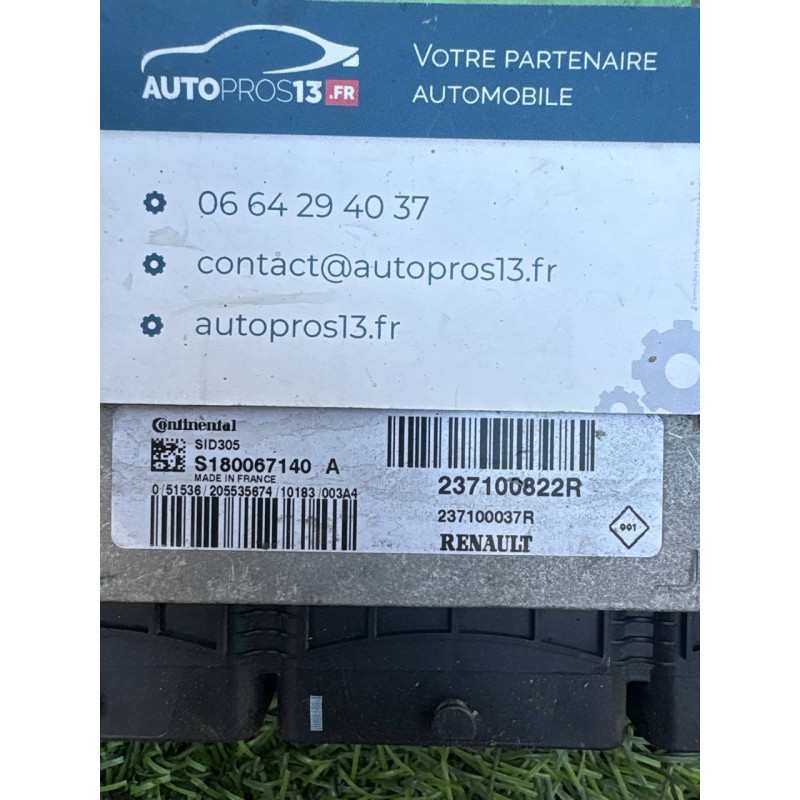 AUTOPROS13.FR
VOTRE PARTENAIRE
AUTOMOBILE
06 64 29 40 37
contact@autopros13.fr
autopros13.fr
Continental
SID305
S180067140 A
MADE IN FRANCE
0/51536/205535674/10183/003A4
237100822R
237100037R
RENAULT
001